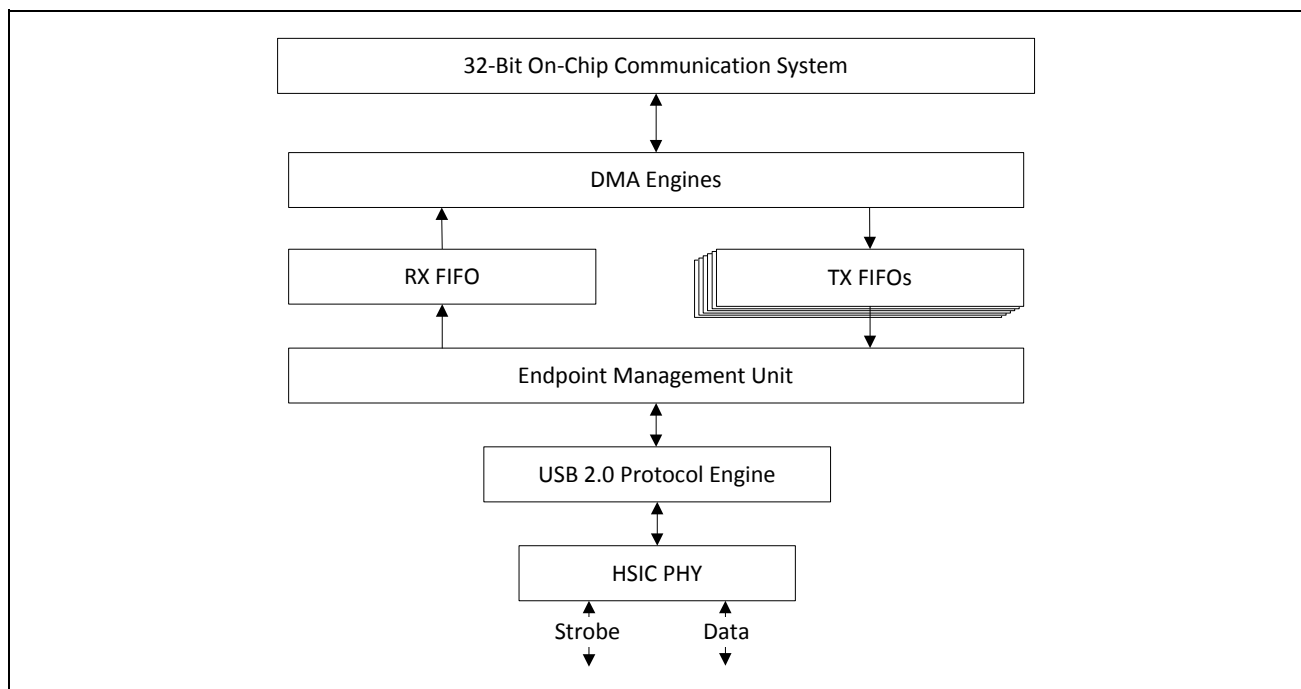 32-Bit On-Chip Communication System
DMA Engines
RX FIFO
TX FIFOs
Endpoint Management Unit
USB 2.0 Protocol Engine
HSIC PHY
Strobe
Data